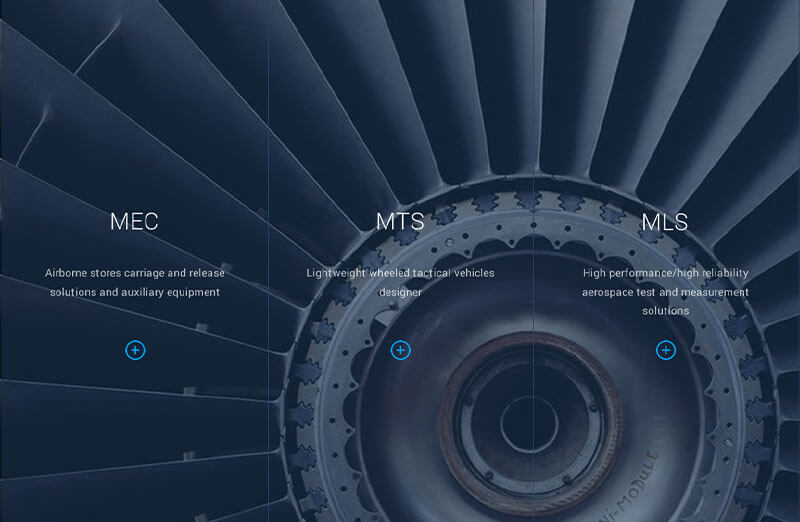 MEC
Airborne stores carriage and release
solutions and auxiliary equipment
MTS
Lightweight wheeled tactical vehicles
designer
MLS
High performance/high reliability
aerospace test and measurement
solutions